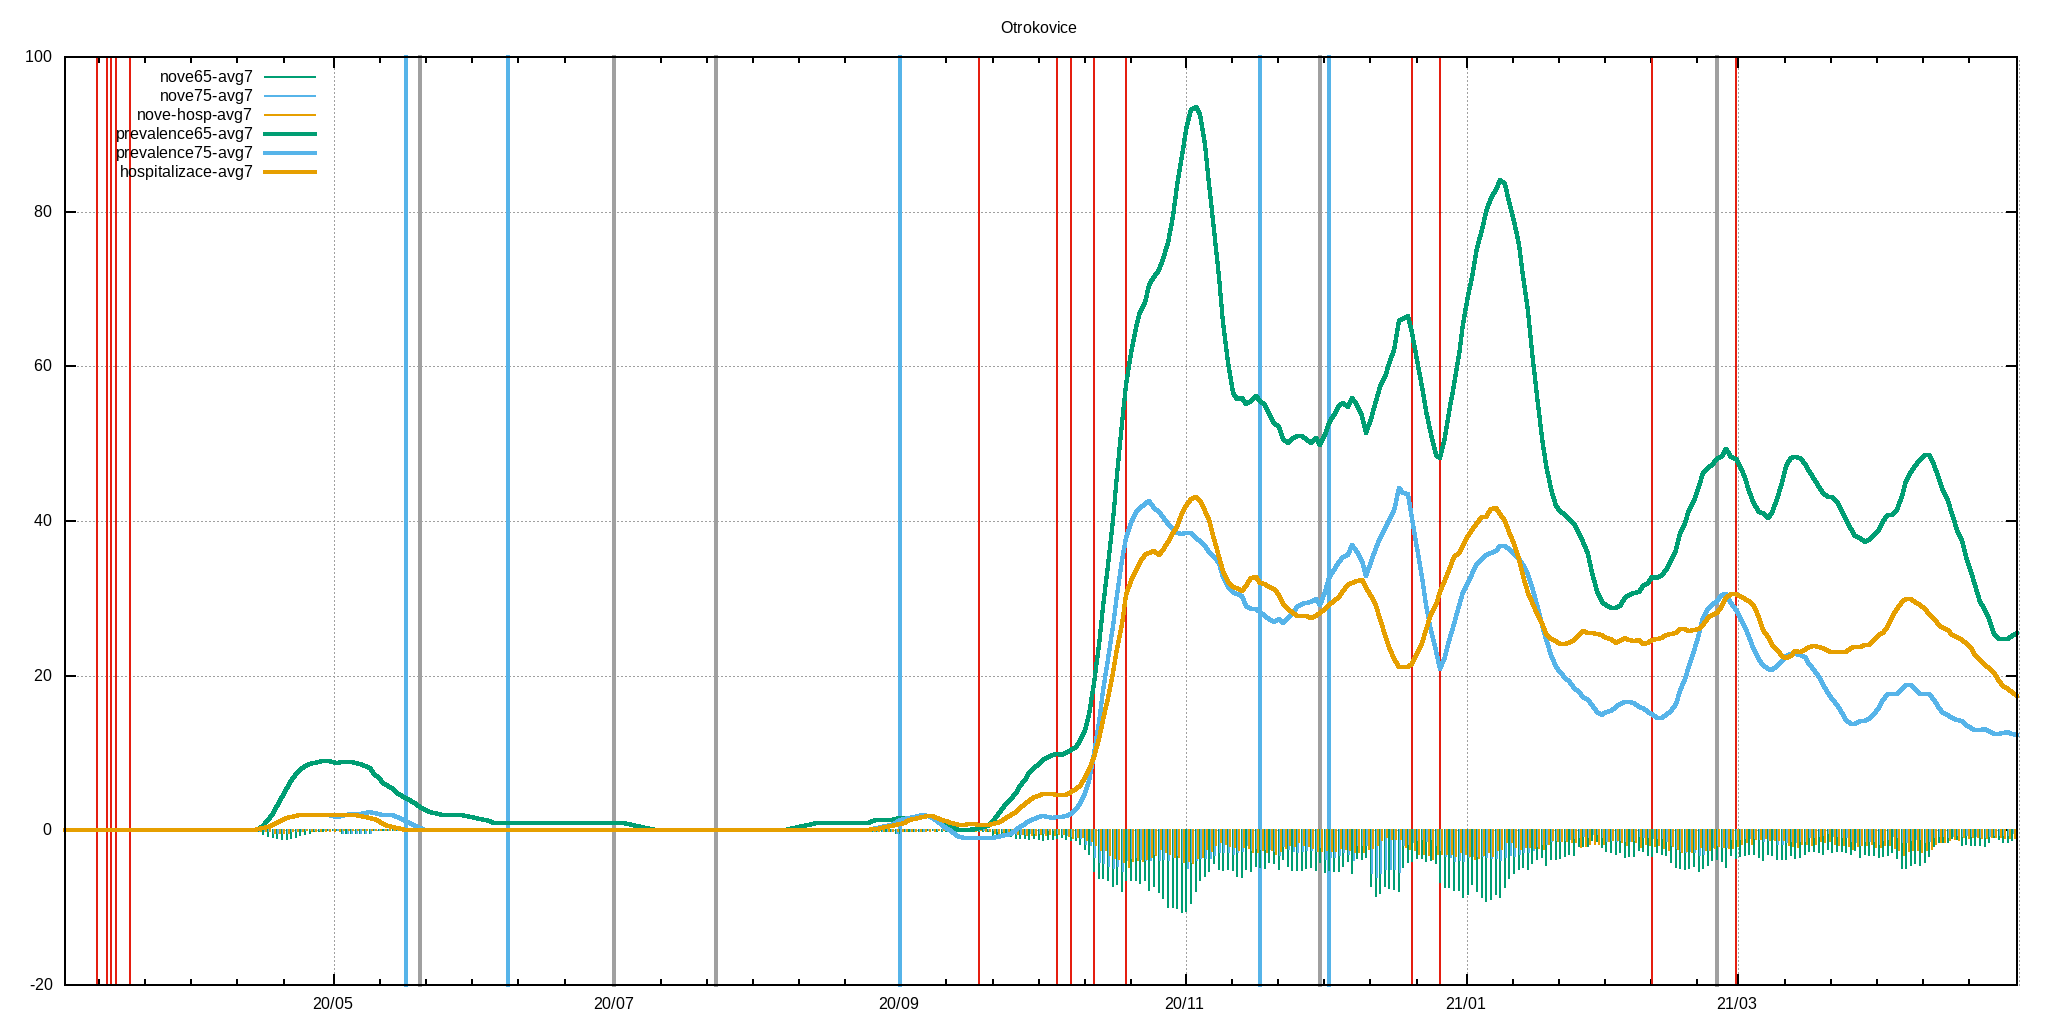 Otrokovice
100
nove65-avg7
nove75-avg7
nove-hosp-avg7
prevalence65-avg7
prevalence75-avg7
hospitalizace-avg7
80
60
40
20
0
-20
20/05 20/07 20/09 20/11 21/01 21/03